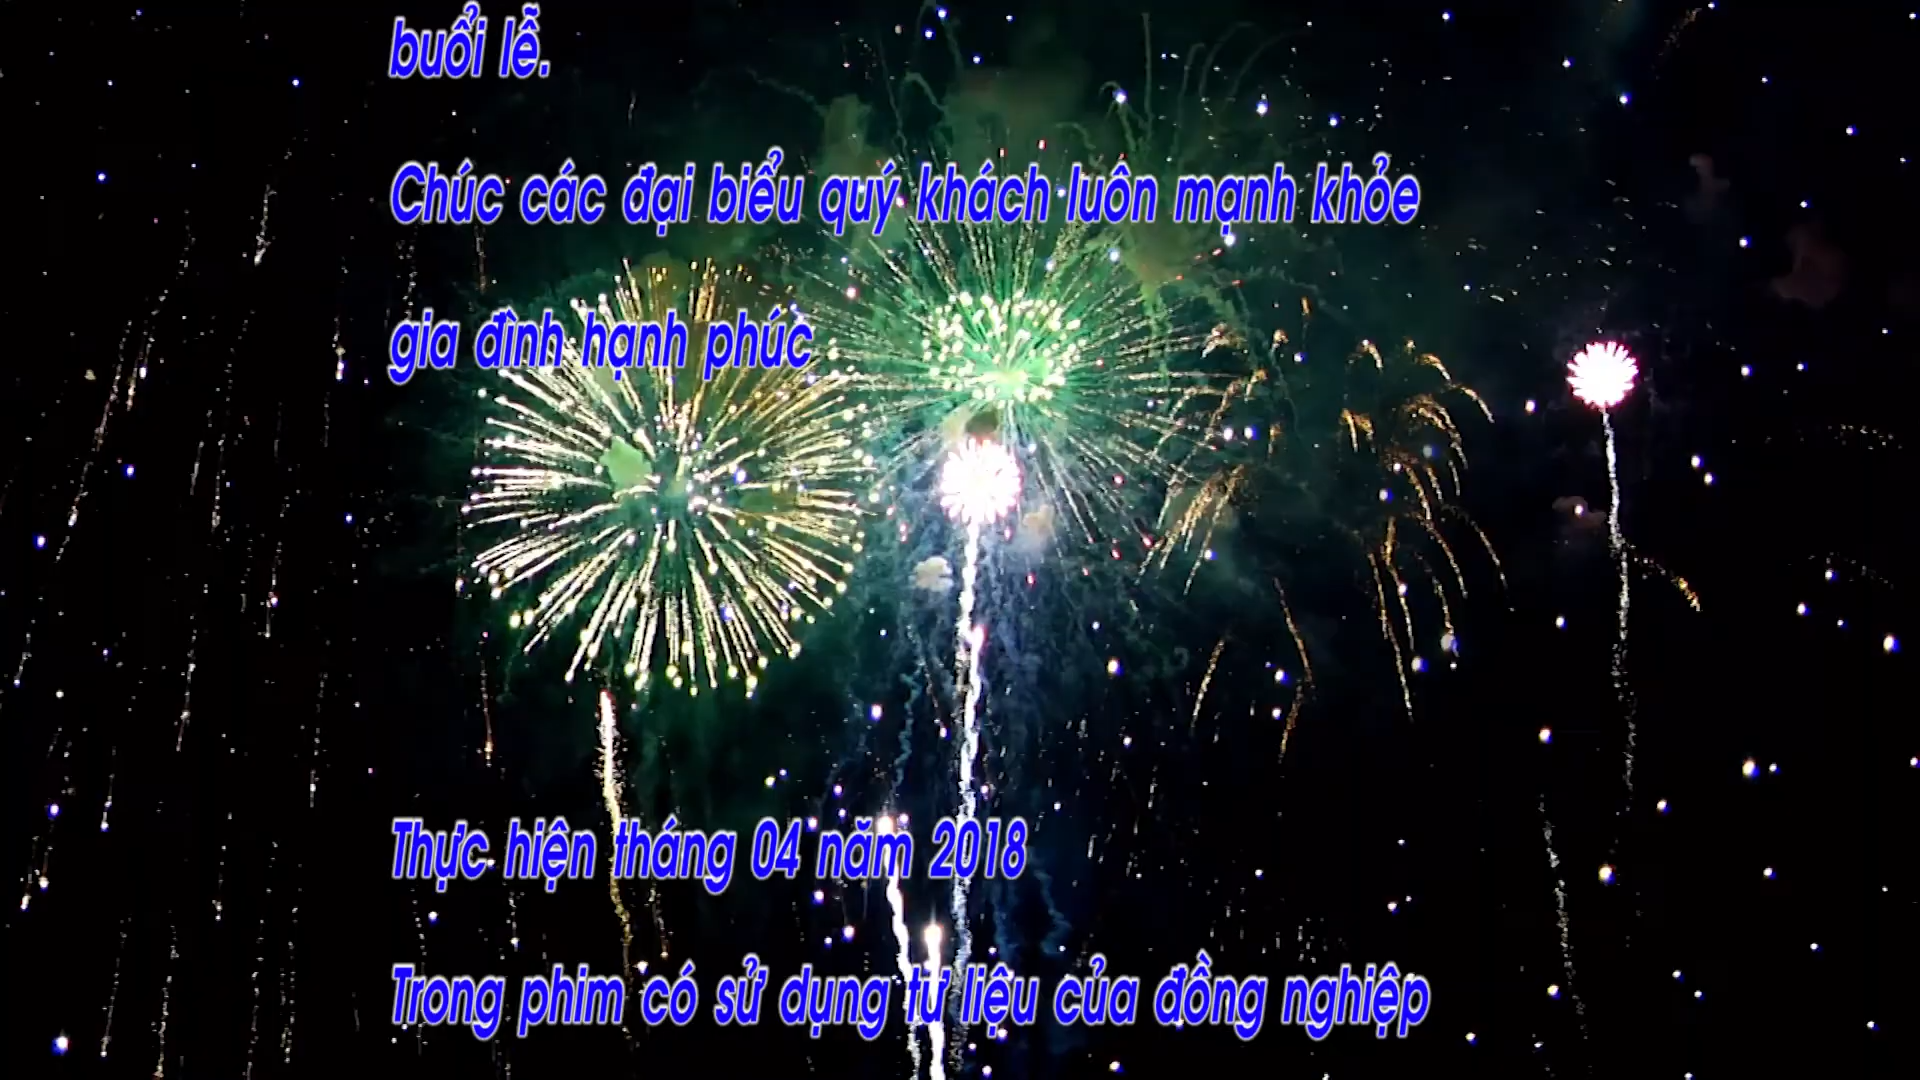 buổi lễ.
Chúc các đại biểu quý khách luôn mạnh khỏe
gia đình hạnh phúc
Thực hiện tháng 04 năm 2018
Trong phim có sử dụng tư liệu của đồng nghiệp